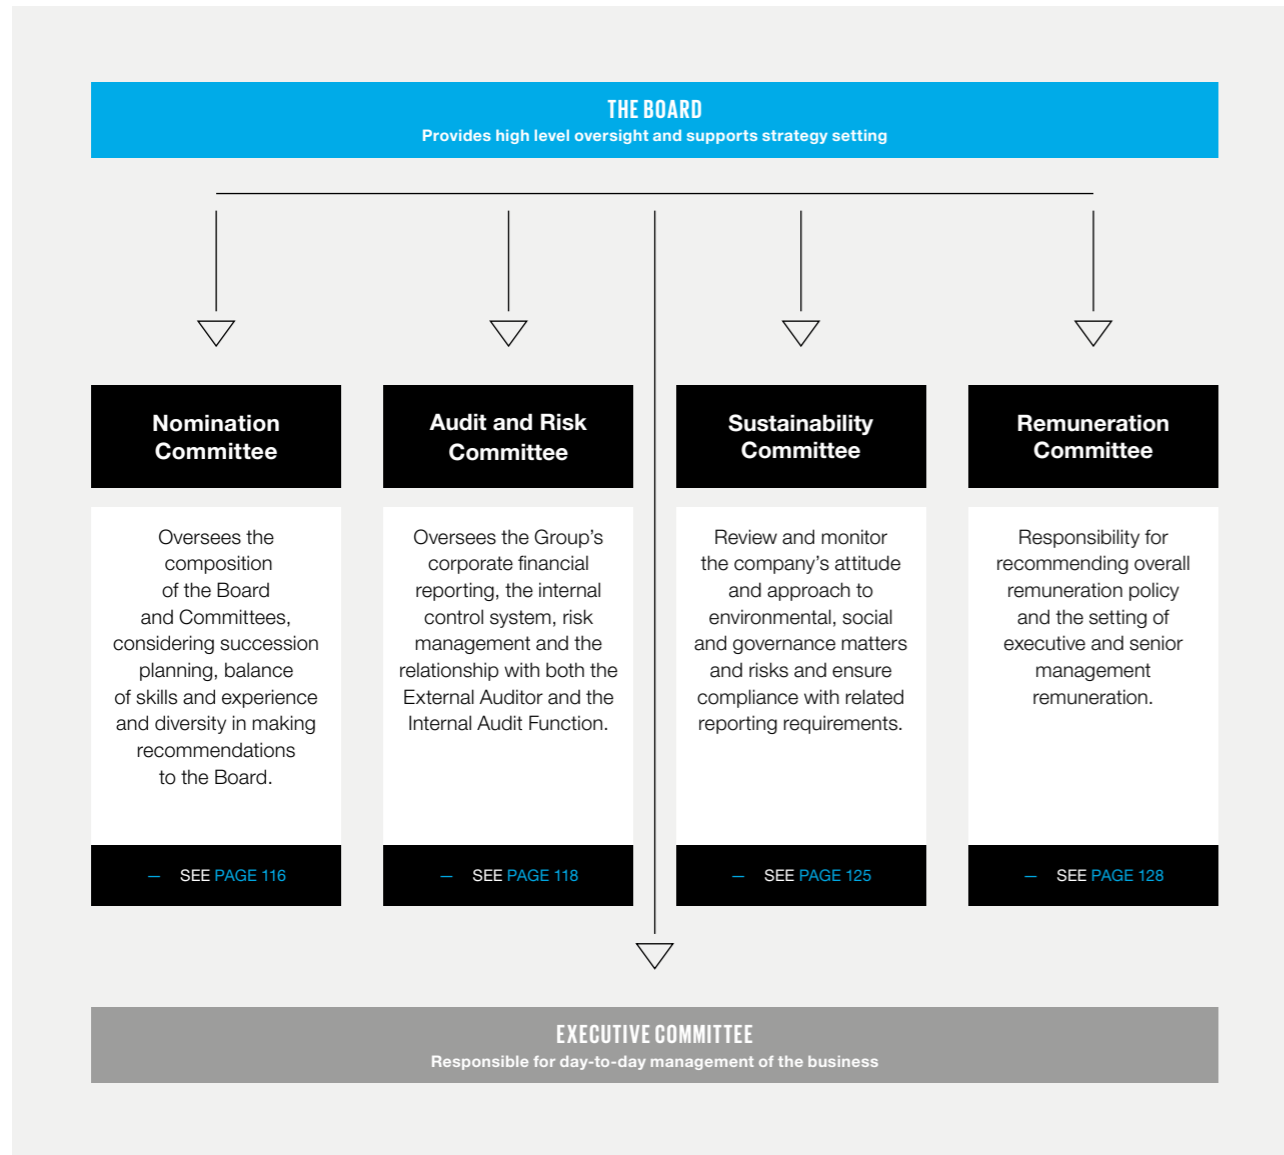 THE BOARD
Provides high level oversight and supports strategy setting
Nomination
Committee
Oversees the
composition
of the Board
and Committees,
considering succession
planning, balance
of skills and experience
and diversity in making
recommendations
to the Board.
— SEE PAGE 116
Audit and Risk
Committee
Oversees the Group’s
corporate financial
reporting, the internal
control system, risk
management and the
relationship with both the
External Auditor and the
Internal Audit Function.
— SEE PAGE 118
Sustainability
Committee
Review and monitor
the company’s attitude
and approach to
environmental, social
and governance matters
and risks and ensure
compliance with related
reporting requirements.
— SEE PAGE 125
Remuneration
Committee
Responsibility for
recommending overall
remuneration policy
and the setting of
executive and senior
management
remuneration.
— SEE PAGE 128
EXECUTIVE COMMITTEE
Responsible for day-to-day management of the business